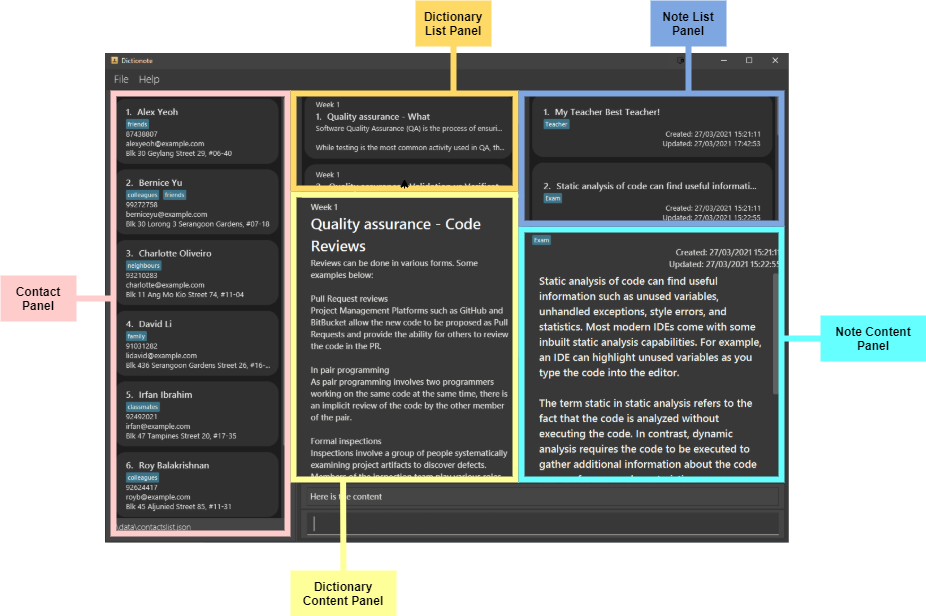 Dictionary
List Panel
Note List
Panel
Dictionote
File Help
1. Alex Yeoh
friends
87438807
alexyeoh@example.com
Blk 30 Geylang Street 29, #06-40
2. Bernice Yu
colleagues friends
99272758
berniceyu@example.com
Blk 30 Lorong 3 Serangoon Gardens, #07-18
3. Charlotte Oliveiro
neighbours
93210283
charlotte@example.com
Blk 11 Ang Mo Kio Street 74, #11-04
4. David Li
family
91031282
lidavid@example.com
Blk 436 Serangoon Gardens Street 26, #16-...
5. Irfan Ibrahim
classmates
92492021
irfan@example.com
Blk 47 Tampines Street 20, #17-35
6. Roy Balakrishnan
colleagues
92624417
royb@example.com
Blk 45 Aljunied Street 85, #11-31
\data\contactslist.json
Contact
Panel
Week 1
1. Quality assurance - What
Software Quality Assurance (QA) is the process of ensuri...
While testing is the most common activity used in QA, th...
Week 1
Quality assurance - Validation vs Verificat...
Week 1
Quality assurance - Code
Reviews
Reviews can be done in various forms. Some
examples below:
Pull Request reviews
Project Management Platforms such as GitHub and
BitBucket allow the new code to be proposed as Pull
Requests and provide the ability for others to review
the code in the PR.
In pair programming
As pair programming involves two programmers
working on the same code at the same time, there is
an implicit review of the code by the other member
of the pair.
Formal inspections
Inspections involve a group of people systematically
examining project artifacts to discover defects.
Members of the inspection team play various roles
1. My Teacher Best Teacher!
Teacher
Created: 27/03/2021 15:21:11
Updated: 27/03/2021 17:42:53
2. Static analysis of code can find useful informati...
Exam
Created: 27/03/2021 15:21:11
Updated: 27/03/2021 15:22:55
Exam
Created: 27/03/2021 15:21:11
Updated: 27/03/2021 15:22:55
Static analysis of code can find useful
information such as unused variables,
unhandled exceptions, style errors, and
statistics. Most modern IDEs come with some
inbuilt static analysis capabilities. For example,
an IDE can highlight unused variables as you
type the code into the editor.
The term static in static analysis refers to the
fact that the code is analyzed without
executing the code. In contrast, dynamic
analysis requires the code to be executed to
gather additional information about the code
Note Content
Panel
Here is the content
Dictionary
Content Panel